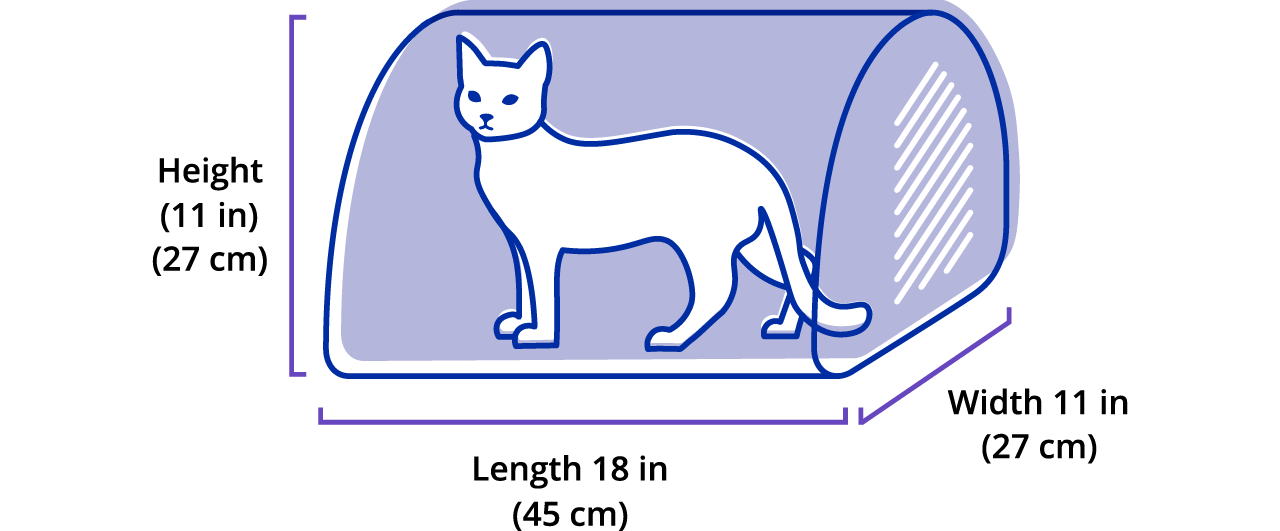 Height
(11 in)
(27 cm)
Width 11 in
(27 cm)
Length 18 in
(45 cm)